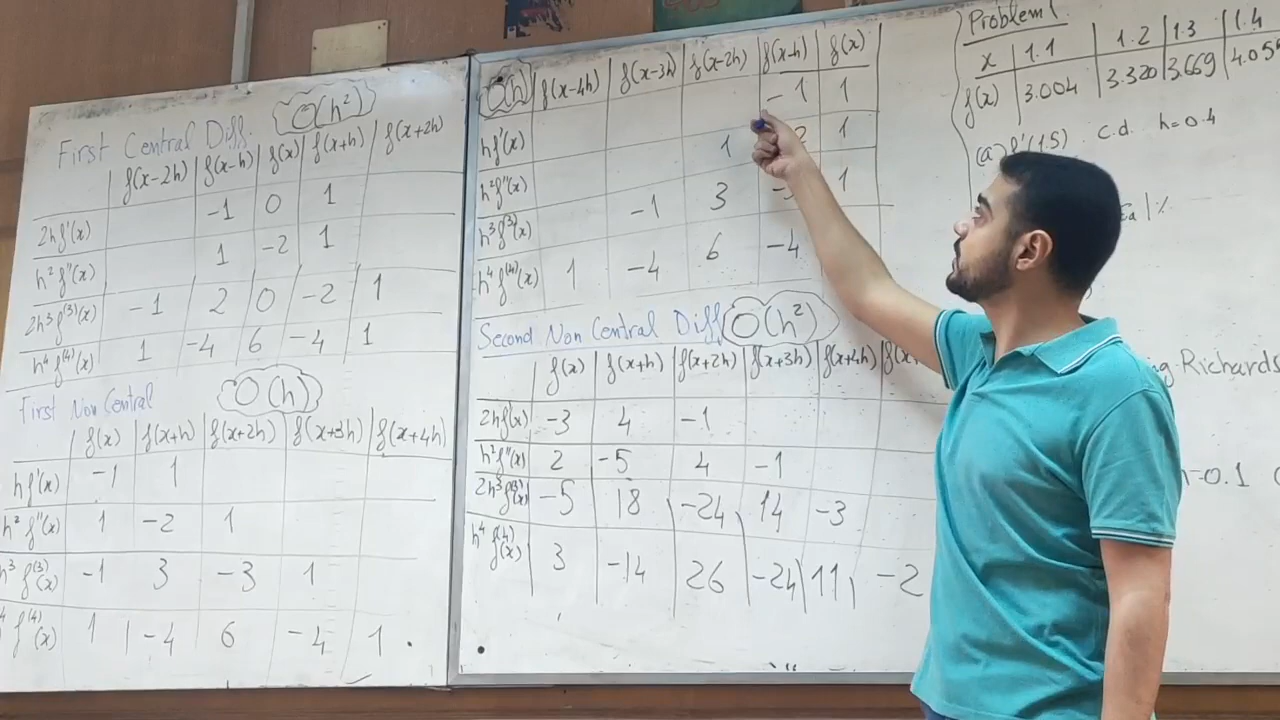 First Central Diff. O(h²)
f(x-2h) f(x-h) f(x) f(x+h) f(x+2h)
2hf'(x) -1 0 1
h²f''(x) 1 -2 1
2h³f⁽³⁾(x) -1 2 0 -2 1
h⁴f⁽⁴⁾(x) 1 -4 6 -4 1
First Non Central O(h)
f(x) f(x+h) f(x+2h) f(x+3h) f(x+4h)
hf'(x) -1 1
h²f''(x) 1 -2 1
h³f⁽³⁾(x) -1 3 -3 1
f⁽⁴⁾(x) 1 -4 6 -4 1
O(h) f(x-4h) f(x-3h) f(x-2h) f(x-h) f(x)
hf'(x) -1 1
h²f''(x) 1 2 1
h³f⁽³⁾(x) -1 3 1
h⁴f⁽⁴⁾(x) 1 -4 6 -4
Second Non Central Diff O(h²)
f(x) f(x+h) f(x+2h) f(x+3h) f(x+4h)
2hf'(x) -3 4 -1
h²f''(x) 2 -5 4 -1
2h³f⁽³⁾(x) -5 18 -24 14 -3
h⁴f⁽⁴⁾(x) 3 -14 26 -24 11 -2
Problem 1
x 1.1 1.2 1.3 1.4
f(x) 3.004 3.320 3.669 4.05
(a) f'(1.5) c.d. h=0.4
|%
Richards
h=0.1